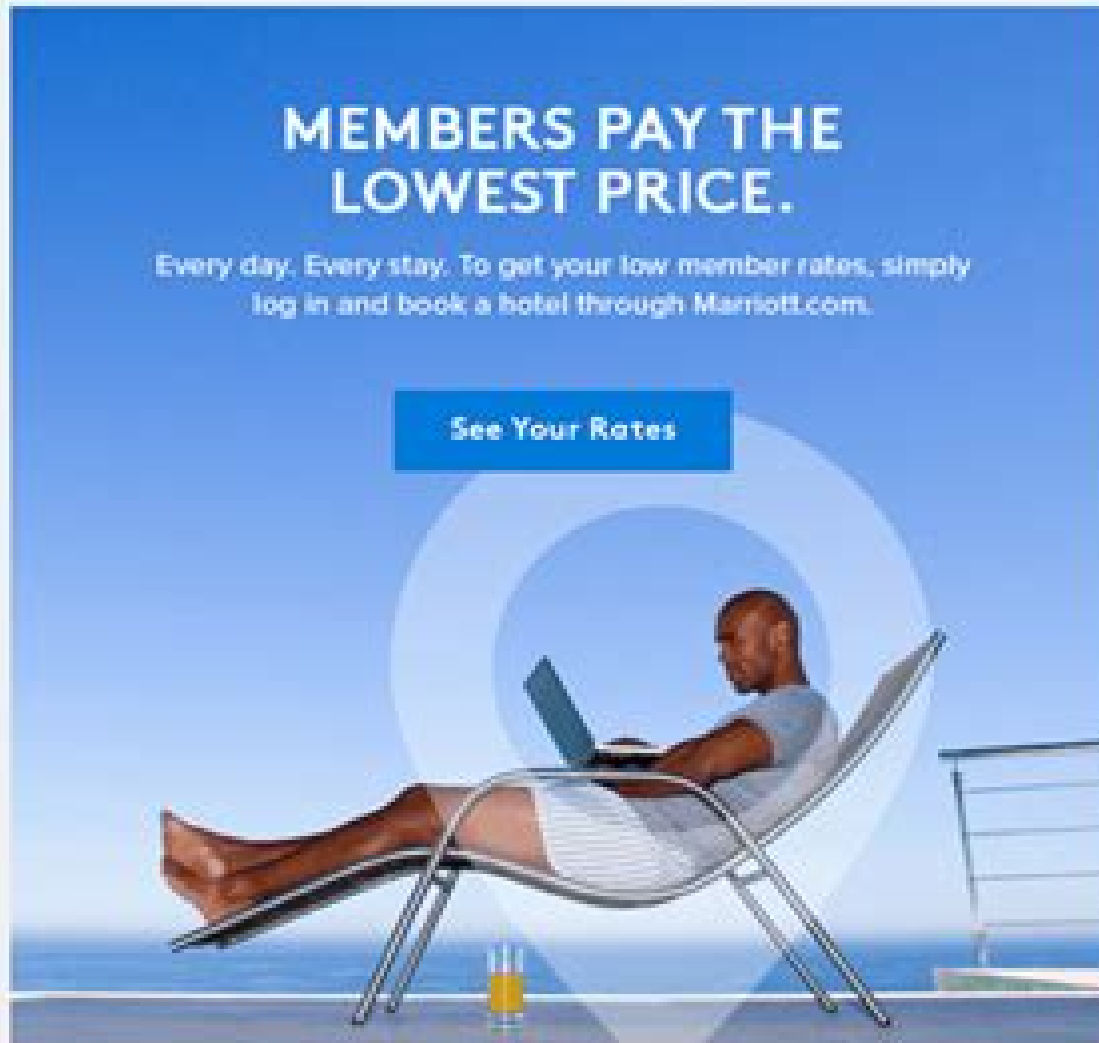 MEMBERS PAY THE
LOWEST PRICE.
Every day. Every stay. To get your low member rates, simply
log in and book a hotel through Marriott.com.
See Your Rates